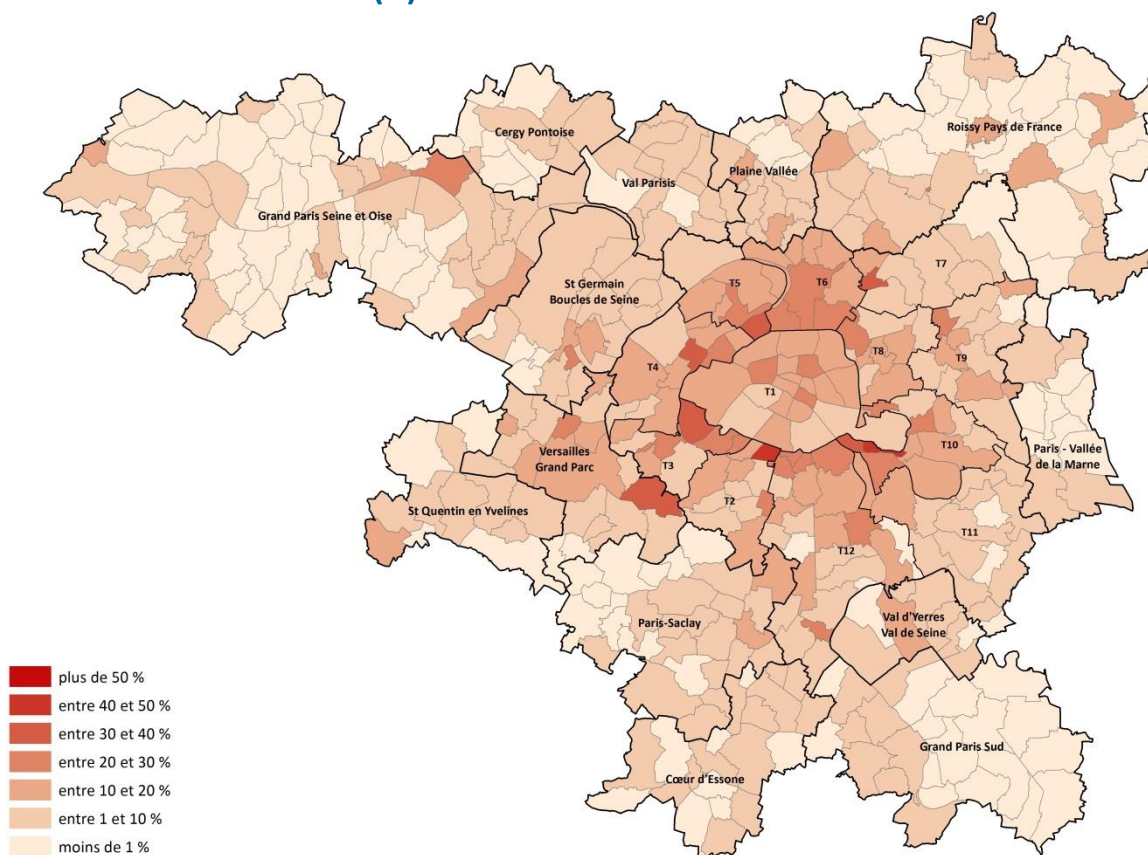 Cergy Pontoise
Roissy Pays de France
Plaine Vallée
Val Parisis
Grand Paris Seine et Oise
T7
St Germain
Boucles de Seine
T5
T6
T8
T9
T4
T1
Versailles
Grand Parc
T3
T10
Paris - Vallée
de la Marne
T2
St Quentin en Yvelines
T11
T12
Paris-Saclay
Val d'Yerres
Val de Seine
Grand Paris Sud
Cœur d'Essone
plus de 50 %
entre 40 et 50 %
entre 30 et 40 %
entre 20 et 30 %
entre 10 et 20 %
entre 1 et 10 %
moins de 1 %